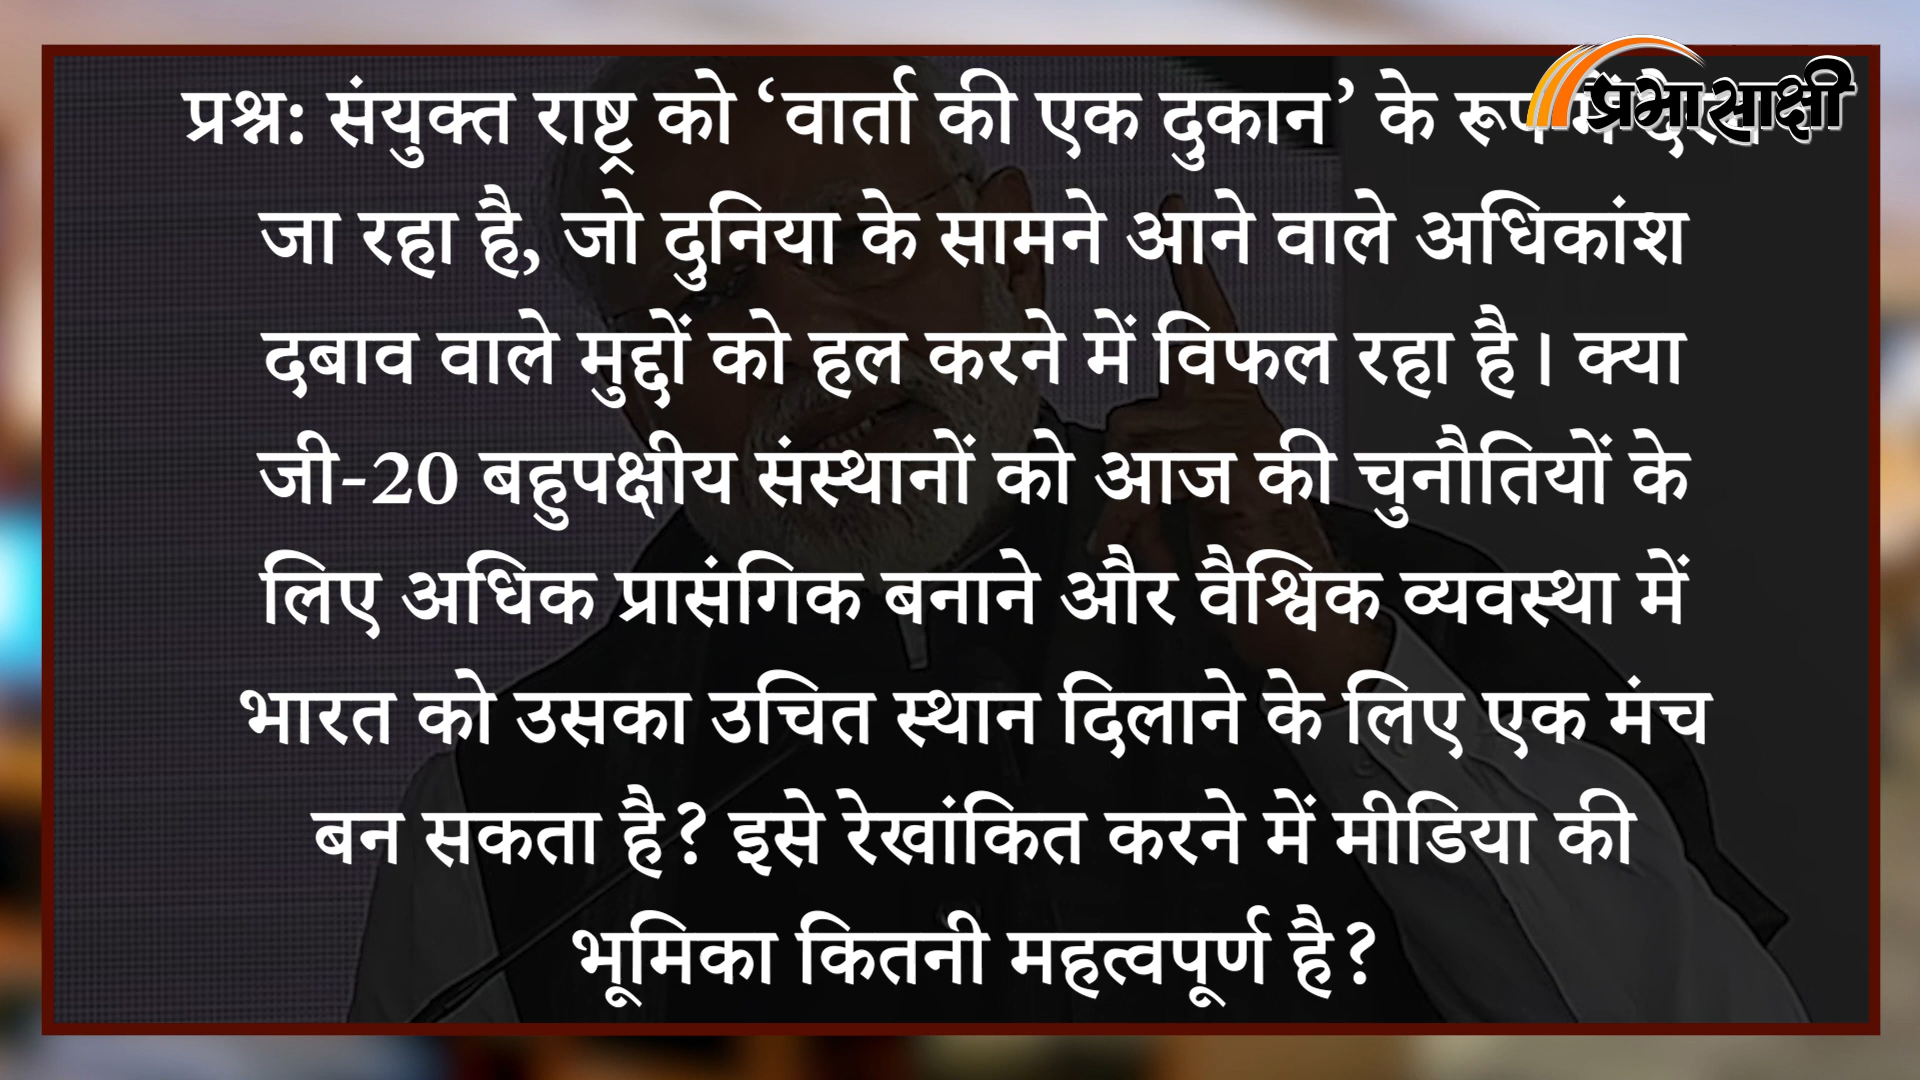 प्रभासाक्षी
प्रश्न: संयुक्त राष्ट्र को ‘वार्ता की एक दुकान’ के रूप में
जा रहा है, जो दुनिया के सामने आने वाले अधिकांश
दबाव वाले मुद्दों को हल करने में विफल रहा है। क्या
जी-20 बहुपक्षीय संस्थानों को आज की चुनौतियों के
लिए अधिक प्रासंगिक बनाने और वैश्विक व्यवस्था में
भारत को उसका उचित स्थान दिलाने के लिए एक मंच
बन सकता है? इसे रेखांकित करने में मीडिया की
भूमिका कितनी महत्वपूर्ण है?